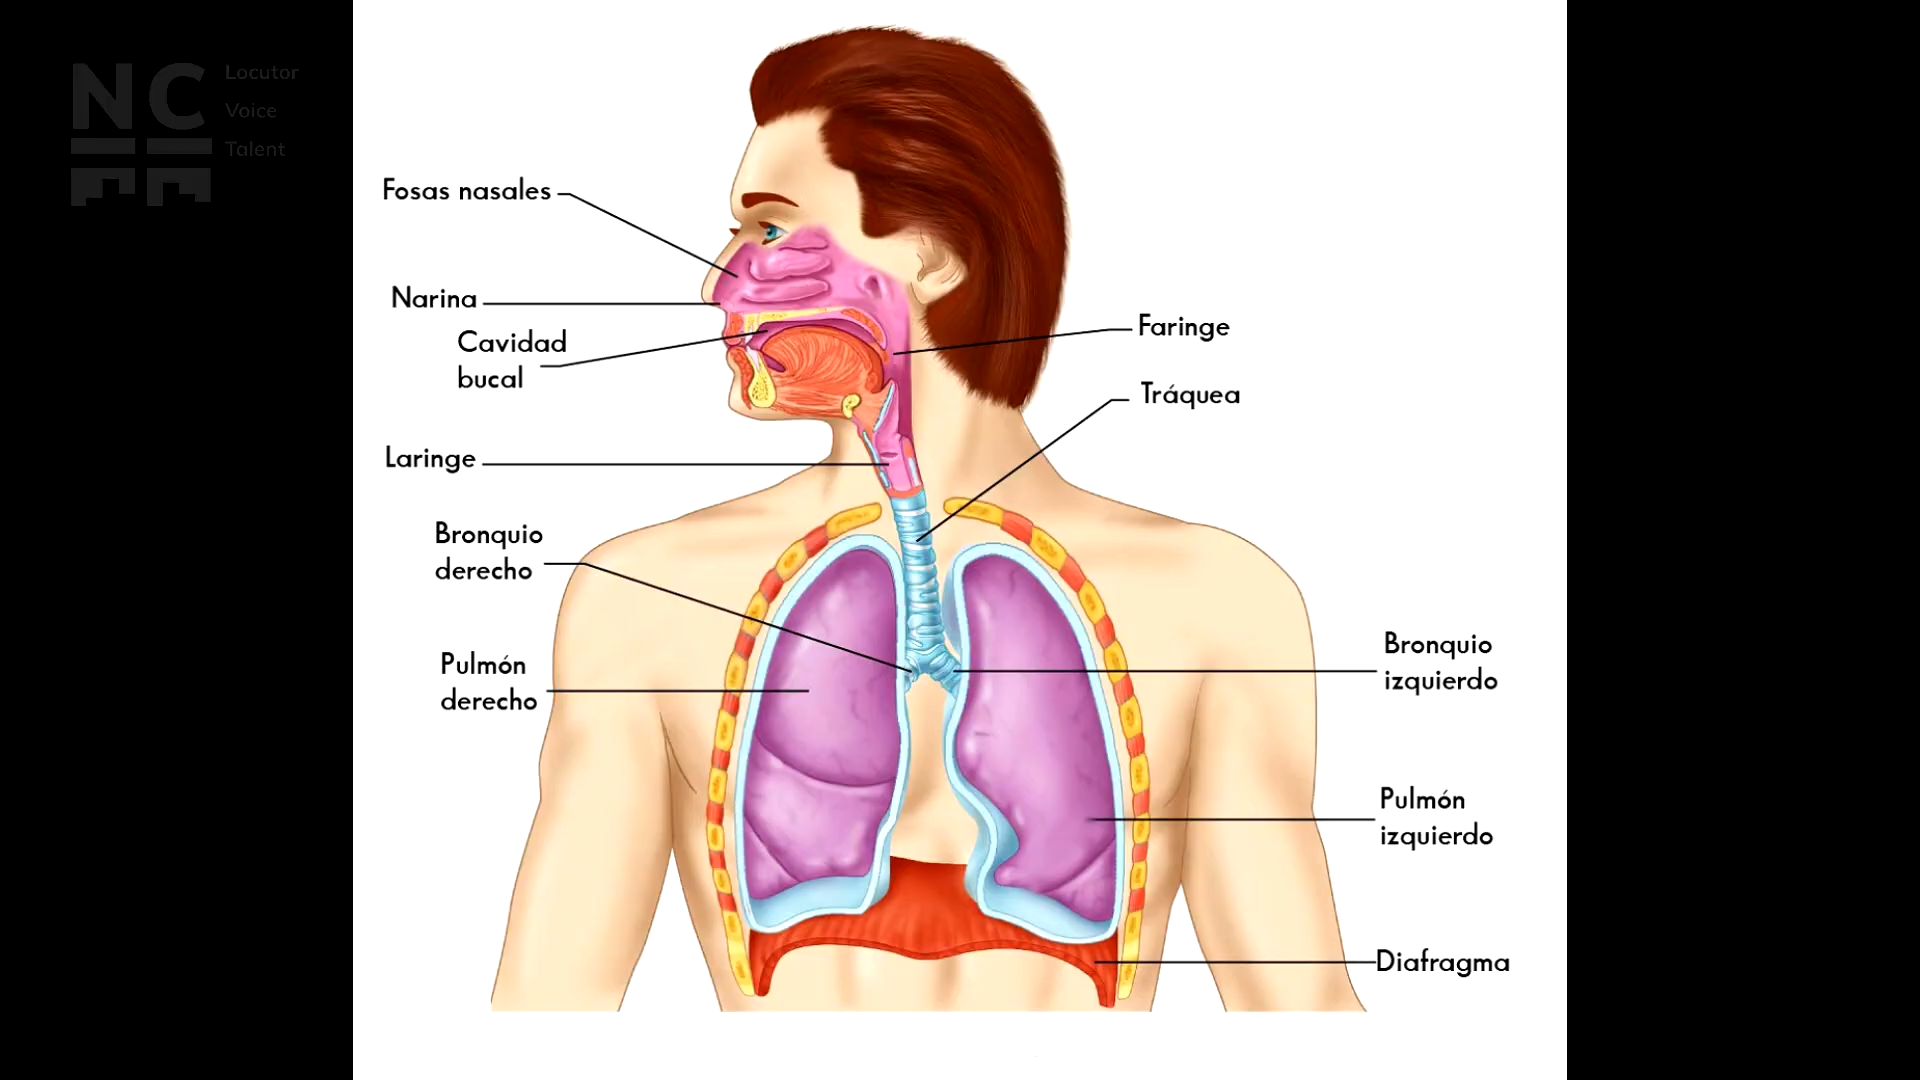 NC
Locutor
Voice
Talent
Fosas nasales
Narina
Cavidad
bucal
Laringe
Bronquio
derecho
Pulmón
derecho
Faringe
Tráquea
Bronquio
izquierdo
Pulmón
izquierdo
Diafragma